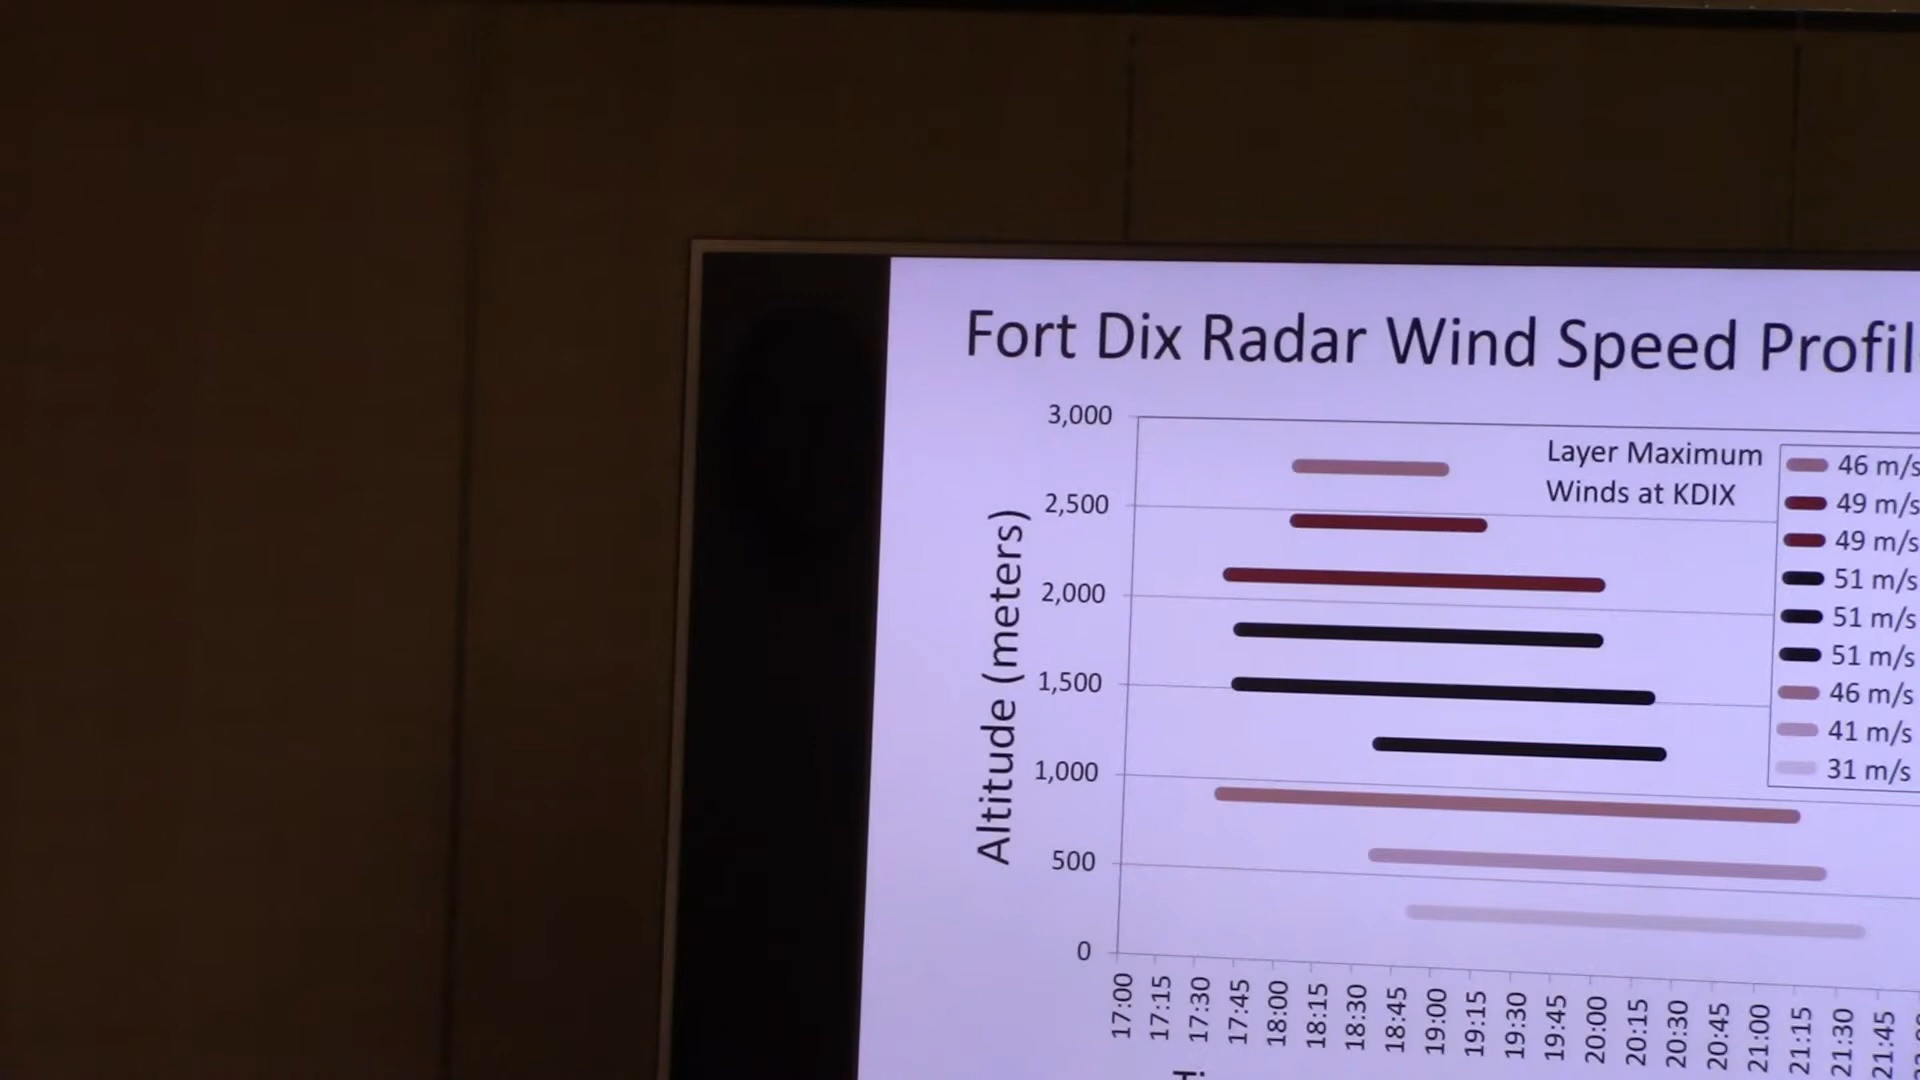 Fort Dix Radar Wind Speed Profil
3,000
2,500
2,000
1,500
1,000
500
0
Altitude (meters)
Layer Maximum
Winds at KDIX
46 m/s
49 m/s
49 m/s
51 m/s
51 m/s
51 m/s
46 m/s
41 m/s
31 m/s
17:00
17:15
17:30
17:45
18:00
18:15
18:30
18:45
19:00
19:15
19:30
19:45
20:00
20:15
20:30
20:45
21:00
21:15
21:30
21:45